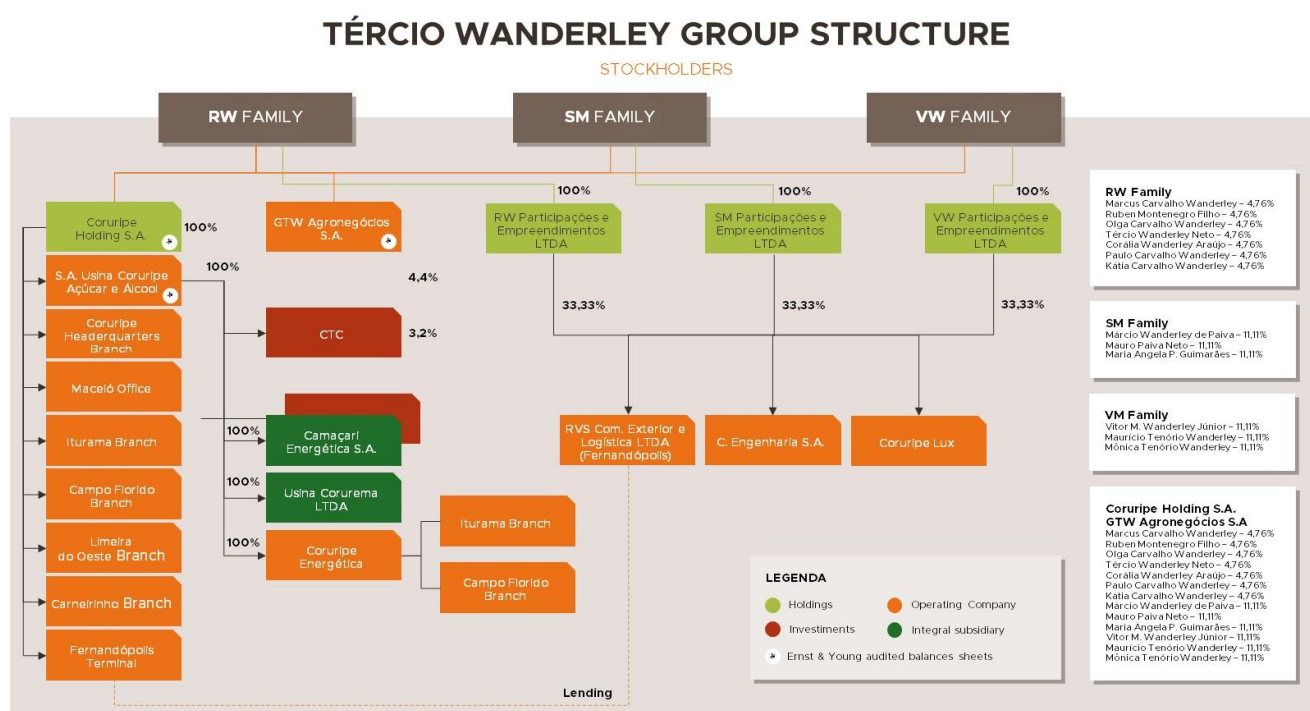 TÉRCIO WANDERLEY GROUP STRUCTURE
STOCKHOLDERS
RW FAMILY
SM FAMILY
VW FAMILY
100%
100%
100%
Coruripe
Holding S.A.
100%
GTW Agronegócios
S.A.
RW Participações e
Empreendimentos
LTDA
SM Participações e
Empreendimentos
LTDA
VW Participações e
Empreendimentos
LTDA
S.A. Usina Coruripe
Açúcar e Álcool
100%
4,4%
33,33%
33,33%
33,33%
Coruripe
Headerquarters
Branch
CTC
3,2%
Maceió Office
Iturama Branch
100%
Camaçari
Energética S.A.
RVS Com. Exterior e
Logística LTDA
(Fernandópolis)
C. Engenharia S.A.
Coruripe Lux
Campo Florido
Branch
100%
Usina Corurema
LTDA
Limeira
do Oeste Branch
100%
Coruripe
Energética
Iturama Branch
Campo Florido
Branch
Carneirinho Branch
Fernandópolis
Terminal
Lending
LEGENDA
Holdings
Operating Company
Investiments
Integral subsidiary
Ernst & Young audited balances sheets
RW Family
Marcus Carvalho Wanderley – 4,76%
Ruben Montenegro Filho – 4,76%
Olga Carvalho Wanderley – 4,76%
Tércio Wanderley Neto – 4,76%
Corália Wanderley Araújo – 4,76%
Paulo Carvalho Wanderley – 4,76%
Kátia Carvalho Wanderley – 4,76%
SM Family
Márcio Wanderley de Paiva – 11,11%
Mauro Paiva Neto – 11,11%
Maria Angela P. Guimarães – 11,11%
VM Family
Vitor M. Wanderley Júnior – 11,11%
Maurício Tenório Wanderley – 11,11%
Mônica Tenório Wanderley – 11,11%
Coruripe Holding S.A.
GTW Agronegócios S.A
Marcus Carvalho Wanderley – 4,76%
Ruben Montenegro Filho – 4,76%
Olga Carvalho Wanderley – 4,76%
Tércio Wanderley Neto – 4,76%
Corália Wanderley Araújo – 4,76%
Paulo Carvalho Wanderley – 4,76%
Kátia Carvalho Wanderley – 4,76%
Márcio Wanderley de Paiva – 11,11%
Mauro Paiva Neto – 11,11%
Maria Angela P. Guimarães – 11,11%
Vitor M. Wanderley Júnior – 11,11%
Maurício Tenório Wanderley – 11,11%
Mônica Tenório Wanderley – 11,11%